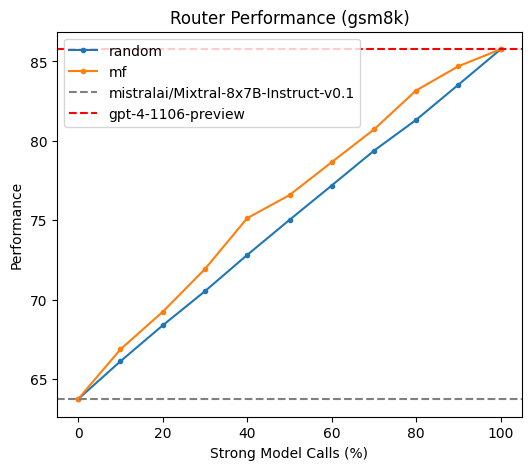 Router Performance (gsm8k)
random
mf
mistralai/Mixtral-8x7B-Instruct-v0.1
gpt-4-1106-preview
Performance
85
80
75
70
65
0 20 40 60 80 100
Strong Model Calls (%)